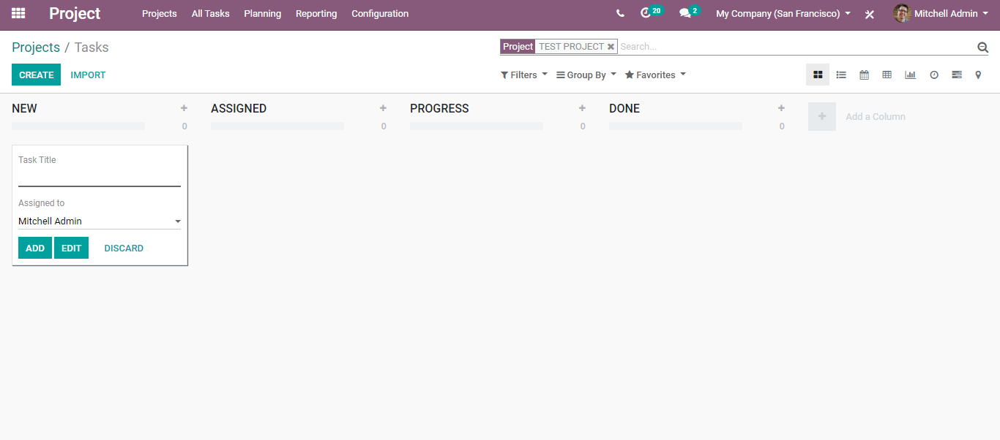 Project Projects All Tasks Planning Reporting Configuration 20 2 My Company (San Francisco) Mitchell Admin
Projects / Tasks Project TEST PROJECT Search...
CREATE IMPORT Filters Group By Favorites
NEW ASSIGNED PROGRESS DONE Add a Column
0 0 0 0
Task Title
Assigned to
Mitchell Admin
ADD EDIT DISCARD